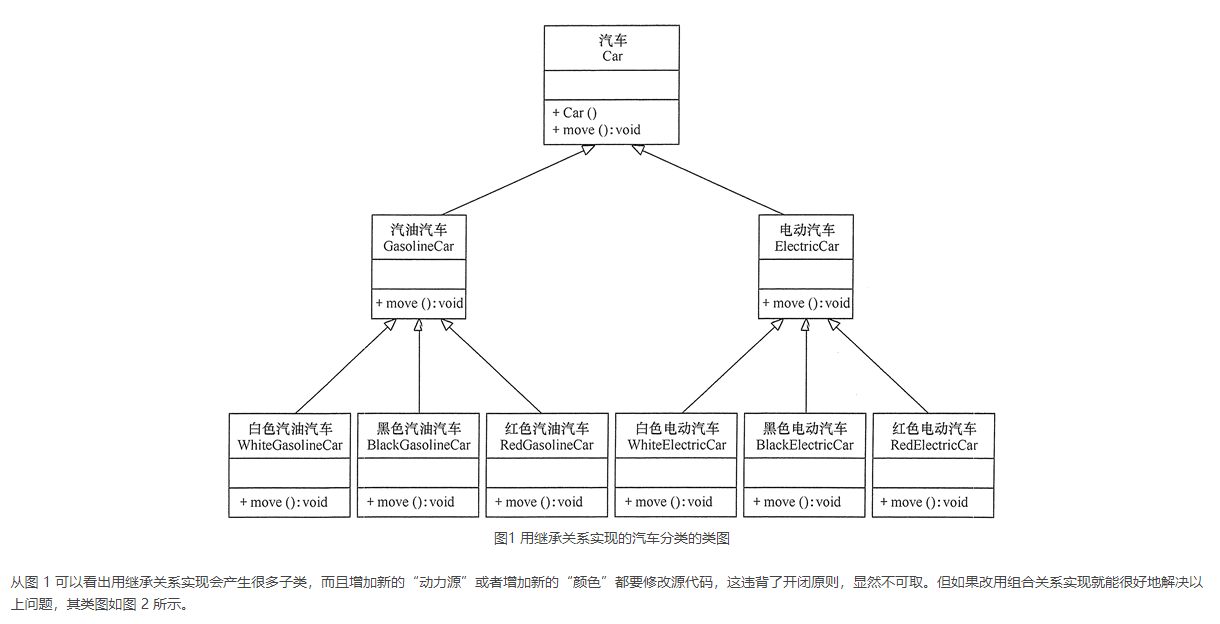 汽车
Car
+ Car ()
+ move (): void
汽油汽车
GasolineCar
+ move (): void
电动汽车
ElectricCar
+ move (): void
白色汽油汽车
WhiteGasolineCar
+ move (): void
黑色汽油汽车
BlackGasolineCar
+ move (): void
红色汽油汽车
RedGasolineCar
+ move (): void
白色电动汽车
WhiteElectricCar
+ move (): void
黑色电动汽车
BlackElectricCar
+ move (): void
红色电动汽车
RedElectricCar
+ move (): void
图1 用继承关系实现的汽车分类的类图
从图 1 可以看出用继承关系实现会产生很多子类，而且增加新的“动力源”或者增加新的“颜色”都要修改源代码，这违背了开闭原则，显然不可取。但如果改用组合关系实现就能很好地解决以
上问题，其类图如图 2 所示。